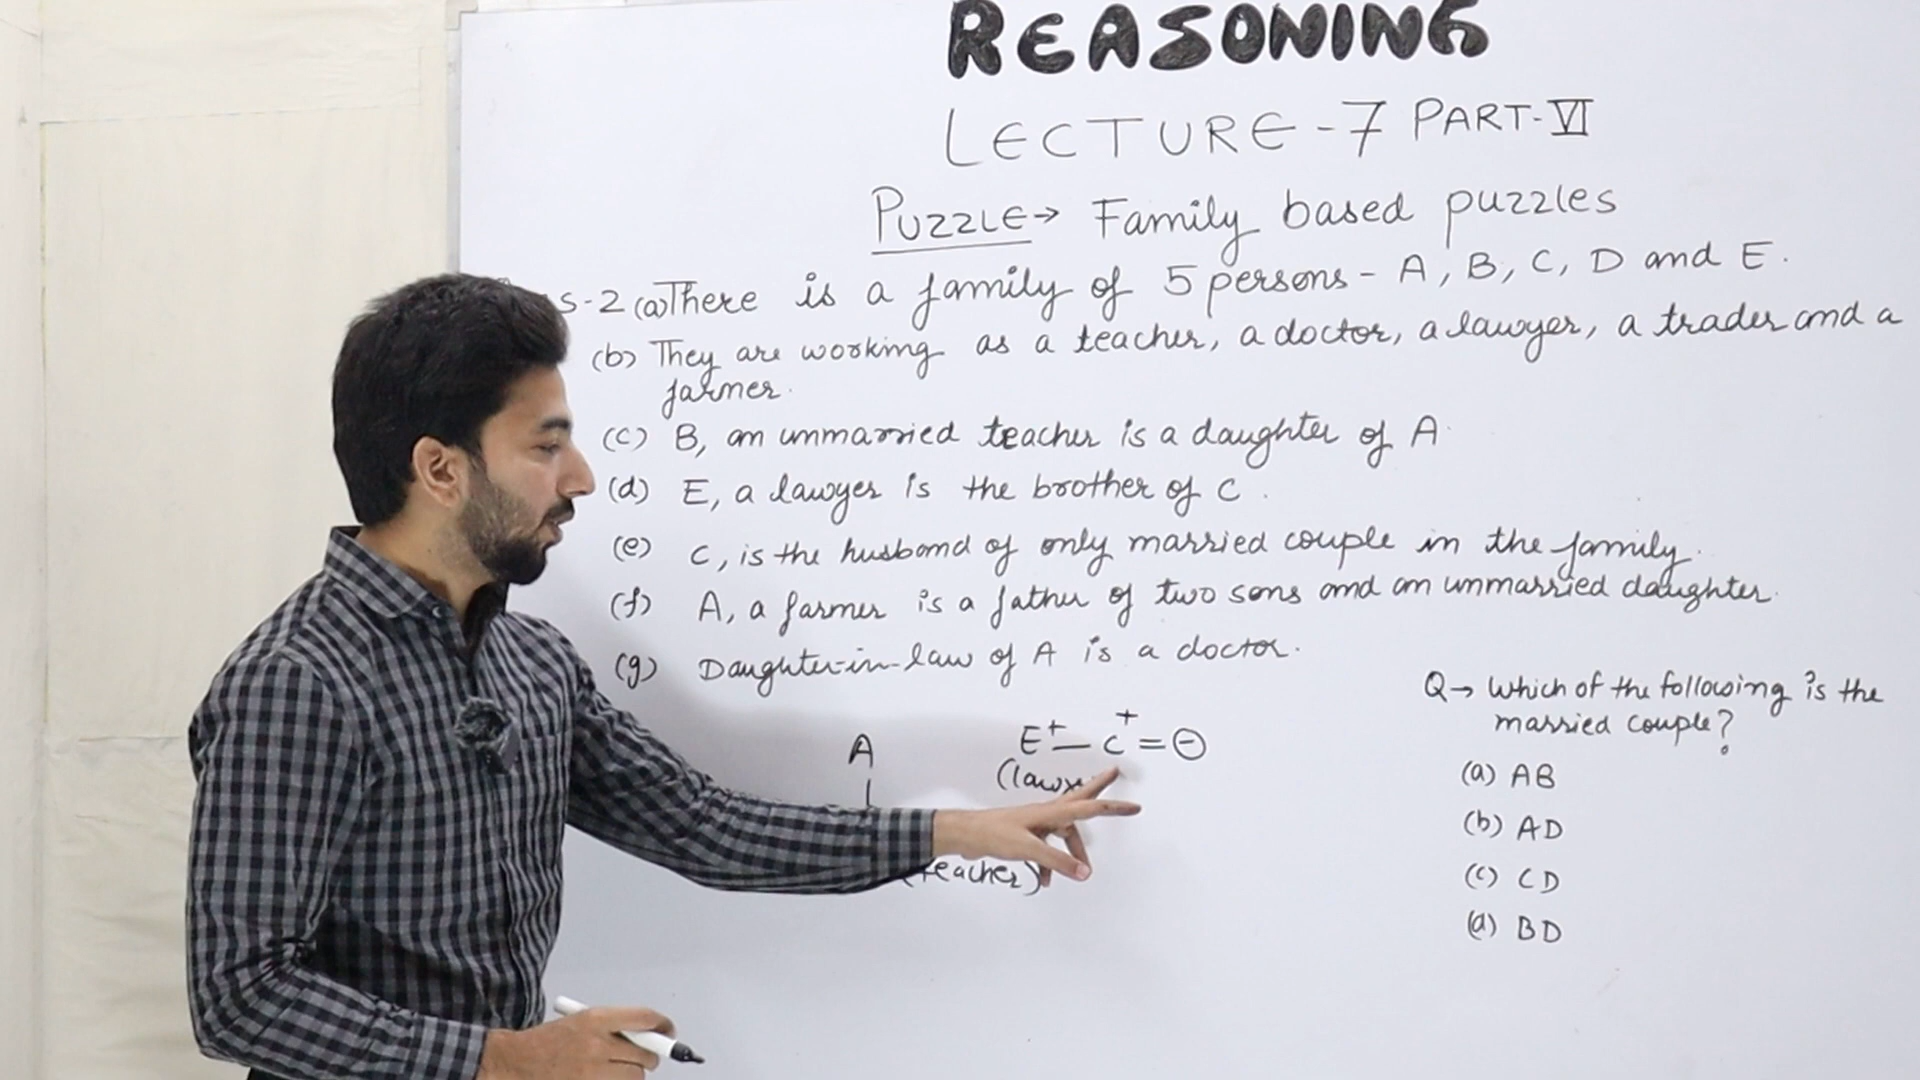 REASONING
LECTURE-7 PART-VI
PUZZLE→ Family based puzzles
S-2 (a) There is a family of 5 persons - A, B, C, D and E.
(b) They are working as a teacher, a doctor, a lawyer, a trader and a
farmer.
(c) B, an unmarried teacher is a daughter of A.
(d) E, a lawyer is the brother of C.
(e) C, is the husband of only married couple in the family.
(f) A, a farmer is a father of two sons and an unmarried daughter.
(g) Daughter-in-law of A is a doctor.
A
E⁺ — C⁺ = ⊖
(teacher)
Q→ Which of the following is the
married couple?
(a) AB
(b) AD
(c) CD
(d) BD